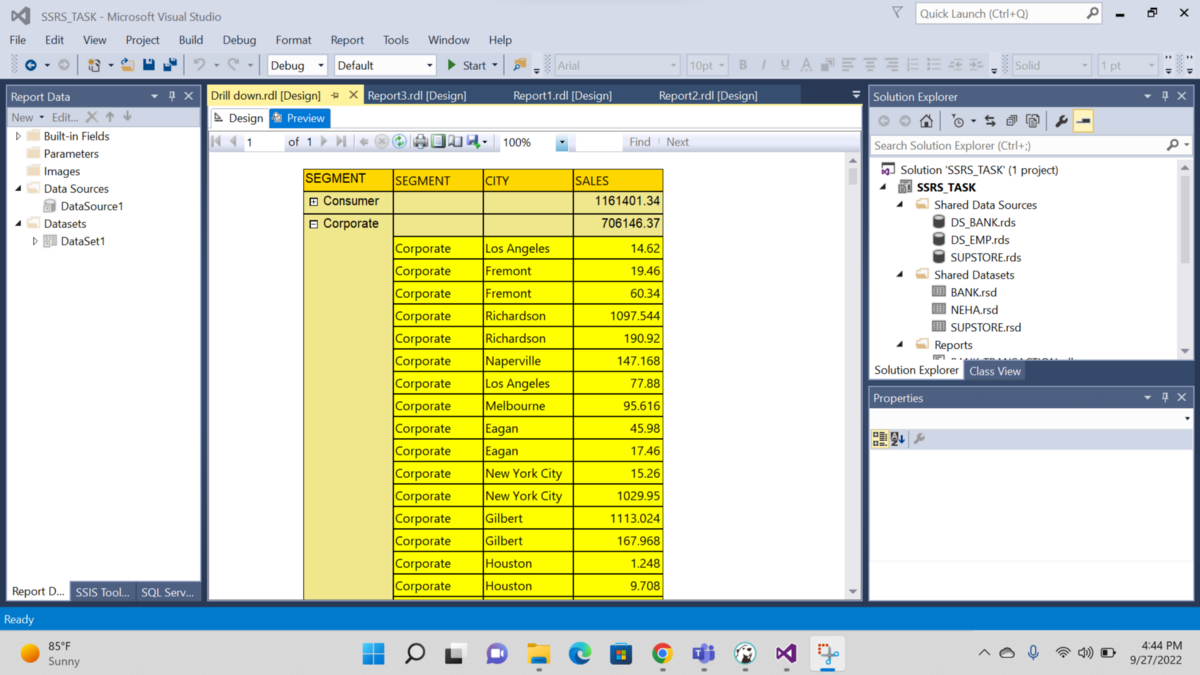 SSRS_TASK - Microsoft Visual Studio
Quick Launch (Ctrl+Q)
File Edit View Project Build Debug Format Report Tools Window Help
Debug Default Start Arial 10pt B I U A Solid 1 pt
Report Data
New Edit...
Built-in Fields
Parameters
Images
Data Sources
DataSource1
Datasets
DataSet1
Report D... SSIS Tool... SQL Serv...
Drill down.rdl [Design] Report3.rdl [Design] Report1.rdl [Design] Report2.rdl [Design]
Design Preview
1 of 1 100% Find Next
SEGMENT SEGMENT CITY SALES
Consumer 1161401.34
Corporate 706146.37
Corporate Los Angeles 14.62
Corporate Fremont 19.46
Corporate Fremont 60.34
Corporate Richardson 1097.544
Corporate Richardson 190.92
Corporate Naperville 147.168
Corporate Los Angeles 77.88
Corporate Melbourne 95.616
Corporate Eagan 45.98
Corporate Eagan 17.46
Corporate New York City 15.26
Corporate New York City 1029.95
Corporate Gilbert 1113.024
Corporate Gilbert 167.968
Corporate Houston 1.248
Corporate Houston 9.708
Solution Explorer
Search Solution Explorer (Ctrl+;)
Solution 'SSRS_TASK' (1 project)
SSRS_TASK
Shared Data Sources
DS_BANK.rds
DS_EMP.rds
SUPSTORE.rds
Shared Datasets
BANK.rsd
NEHA.rsd
SUPSTORE.rsd
Reports
Solution Explorer Class View
Properties
Ready
85°F
Sunny
4:44 PM
9/27/2022